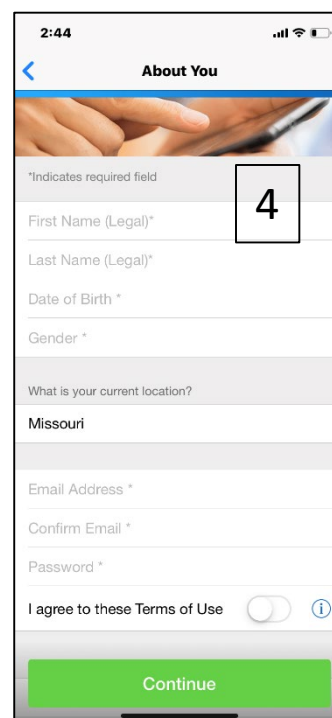 2:44
About You
*Indicates required field
4
First Name (Legal)*
Last Name (Legal)*
Date of Birth *
Gender *
What is your current location?
Missouri
Email Address *
Confirm Email *
Password *
I agree to these Terms of Use
Continue